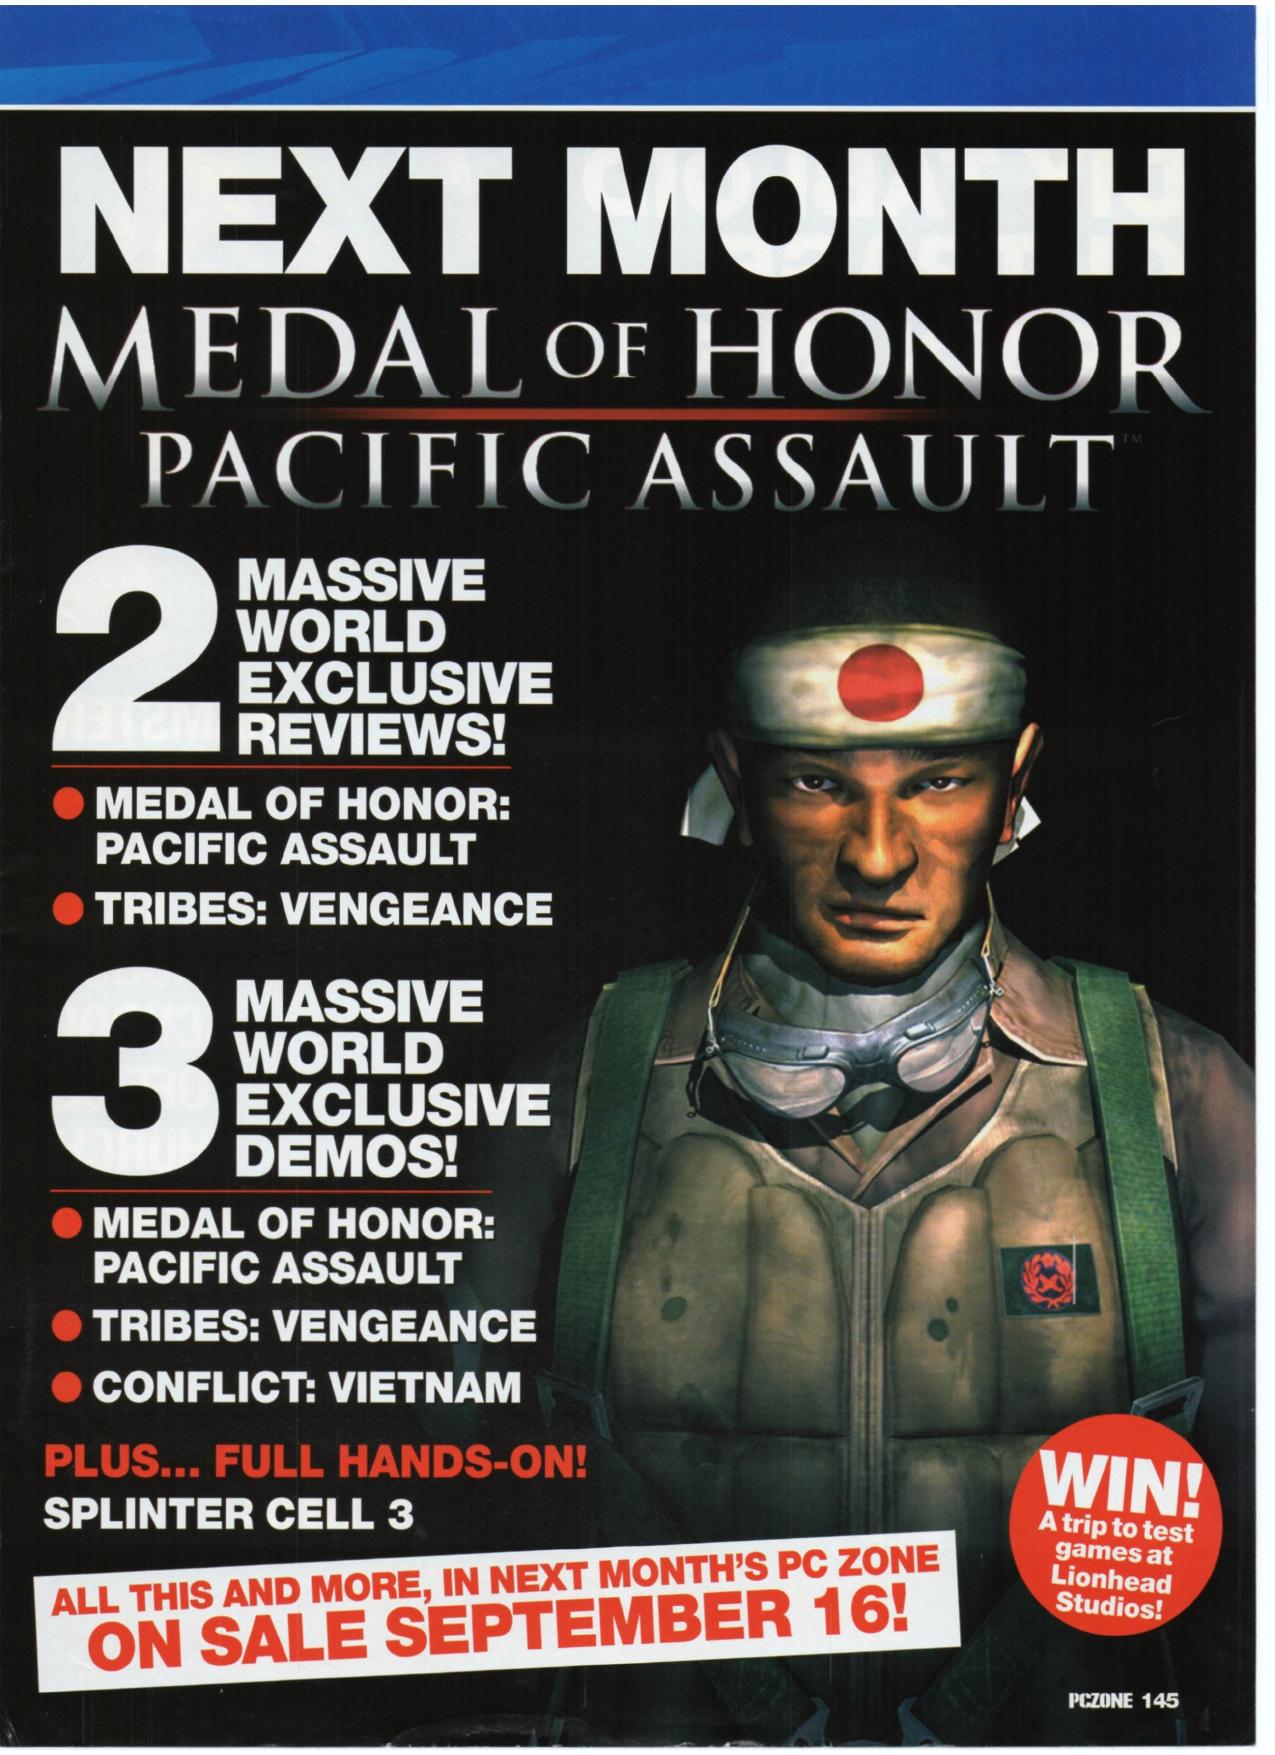 NEXT MONTH
MEDAL OF HONOR
PACIFIC ASSAULT™
2 MASSIVE
WORLD
EXCLUSIVE
REVIEWS!
● MEDAL OF HONOR:
PACIFIC ASSAULT
● TRIBES: VENGEANCE
3 MASSIVE
WORLD
EXCLUSIVE
DEMOS!
● MEDAL OF HONOR:
PACIFIC ASSAULT
● TRIBES: VENGEANCE
● CONFLICT: VIETNAM
PLUS... FULL HANDS-ON!
SPLINTER CELL 3
ALL THIS AND MORE, IN NEXT MONTH'S PC ZONE
ON SALE SEPTEMBER 16!
WIN!
A trip to test
games at
Lionhead
Studios!
PCZONE 145